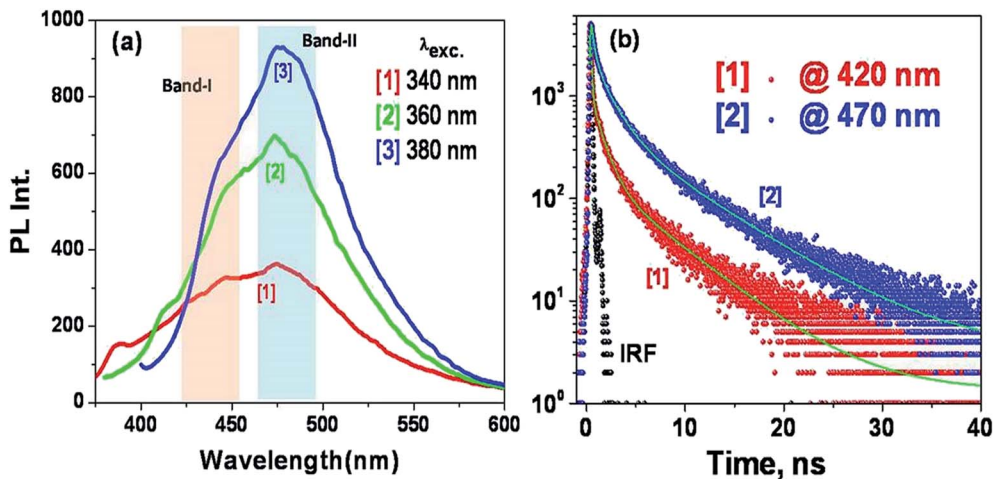 (a)
Band-I
Band-II
λexc.
[1] 340 nm
[2] 360 nm
[3] 380 nm
[3]
[2]
[1]
PL Int.
1000
800
600
400
200
0
400 450 500 550 600
Wavelength(nm)
(b)
[1] • @ 420 nm
[2] • @ 470 nm
[2]
[1]
IRF
10³
10²
10¹
10⁰
0 10 20 30 40
Time, ns